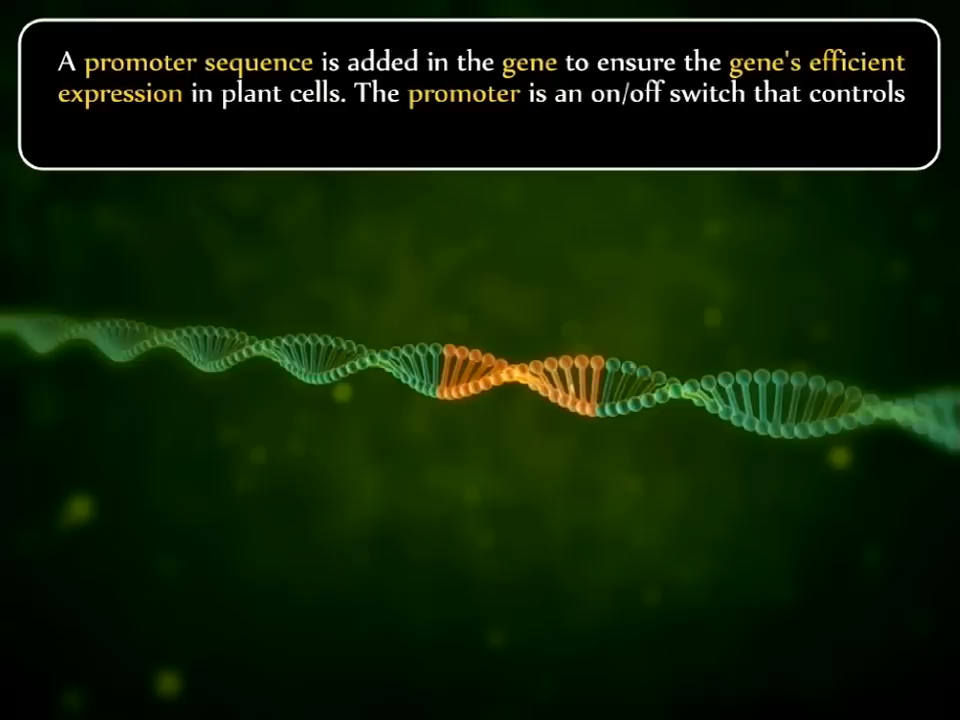 A promoter sequence is added in the gene to ensure the gene's efficient
expression in plant cells. The promoter is an on/off switch that controls